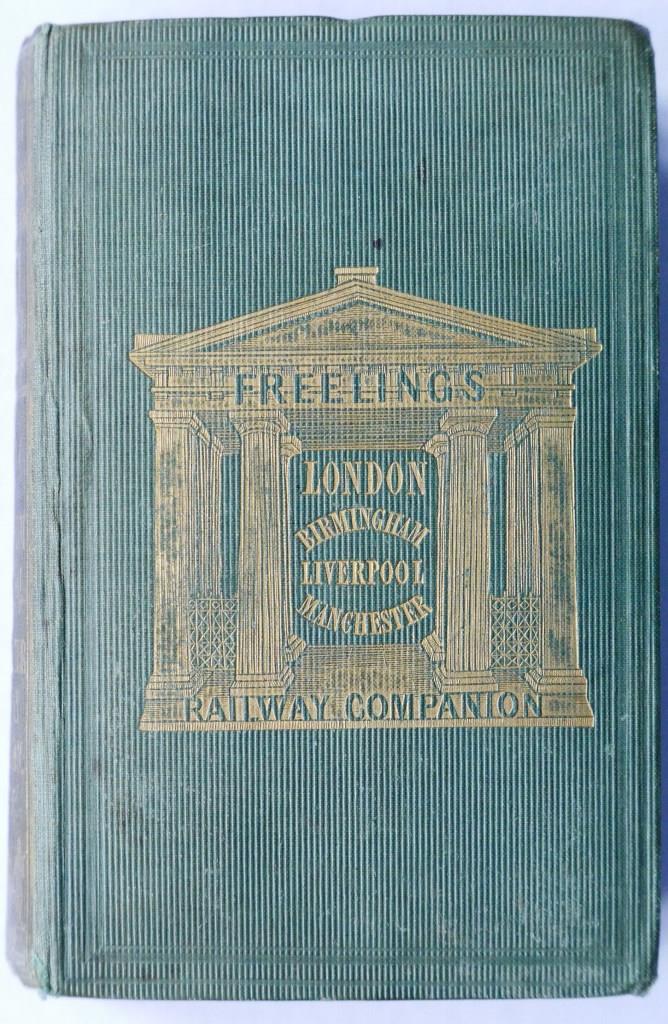 FREELINGS
LONDON
BIRMINGHAM
LIVERPOOL
MANCHESTER
RAILWAY COMPANION